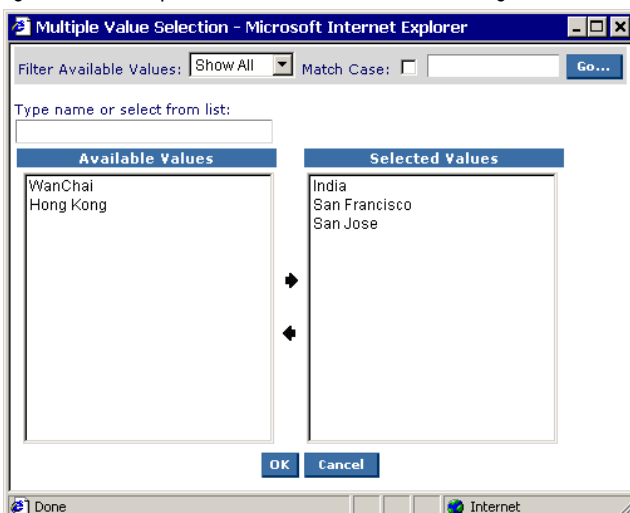 Multiple Value Selection - Microsoft Internet Explorer
Filter Available Values: Show All Match Case: Go...
Type name or select from list:
Available Values Selected Values
WanChai India
Hong Kong San Francisco
San Jose
OK Cancel
Done Internet